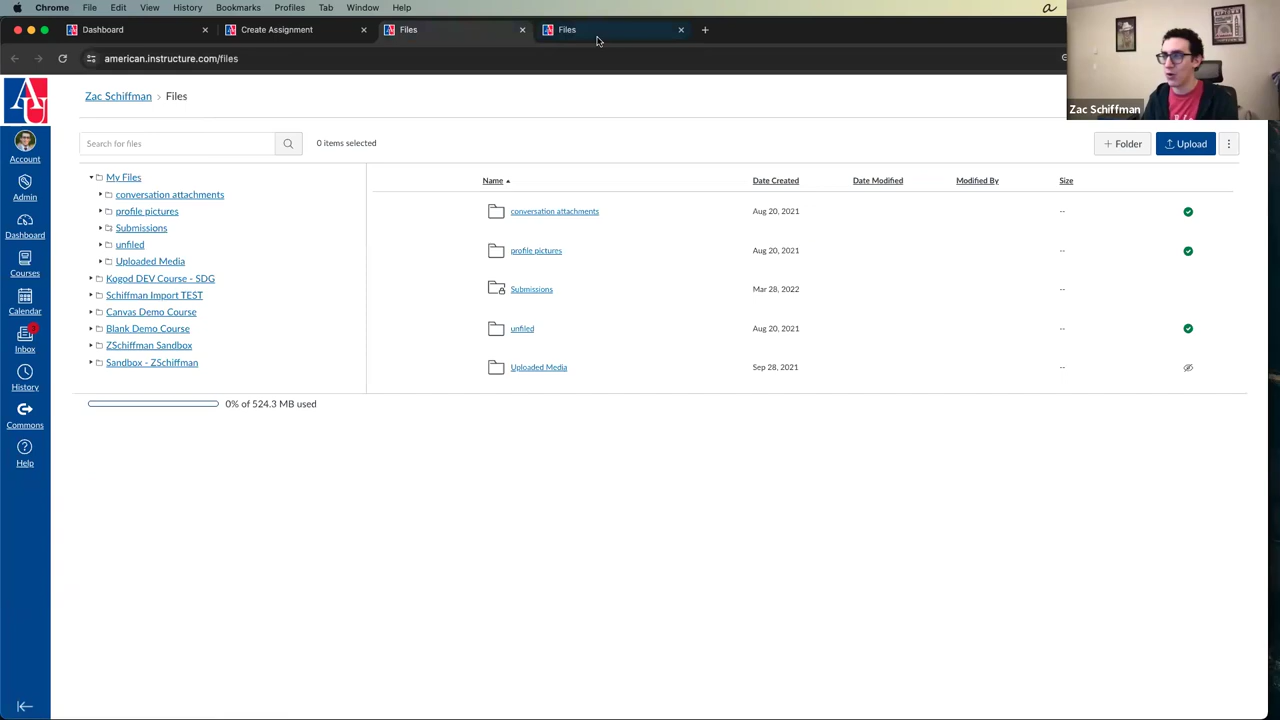 Chrome File Edit View History Bookmarks Profiles Tab Window Help
Dashboard
Create Assignment
Files
Files
american.instructure.com/files
Zac Schiffman
Zac Schiffman > Files
Search for files
0 items selected
+ Folder
Upload
Account
Admin
Dashboard
Courses
Calendar
7
Inbox
History
Commons
Help
My Files
conversation attachments
profile pictures
Submissions
unfiled
Uploaded Media
Kogod DEV Course - SDG
Schiffman Import TEST
Canvas Demo Course
Blank Demo Course
ZSchiffman Sandbox
Sandbox - ZSchiffman
Name Date Created Date Modified Modified By Size
conversation attachments Aug 20, 2021 --
profile pictures Aug 20, 2021 --
Submissions Mar 28, 2022 --
unfiled Aug 20, 2021 --
Uploaded Media Sep 28, 2021 --
0% of 524.3 MB used